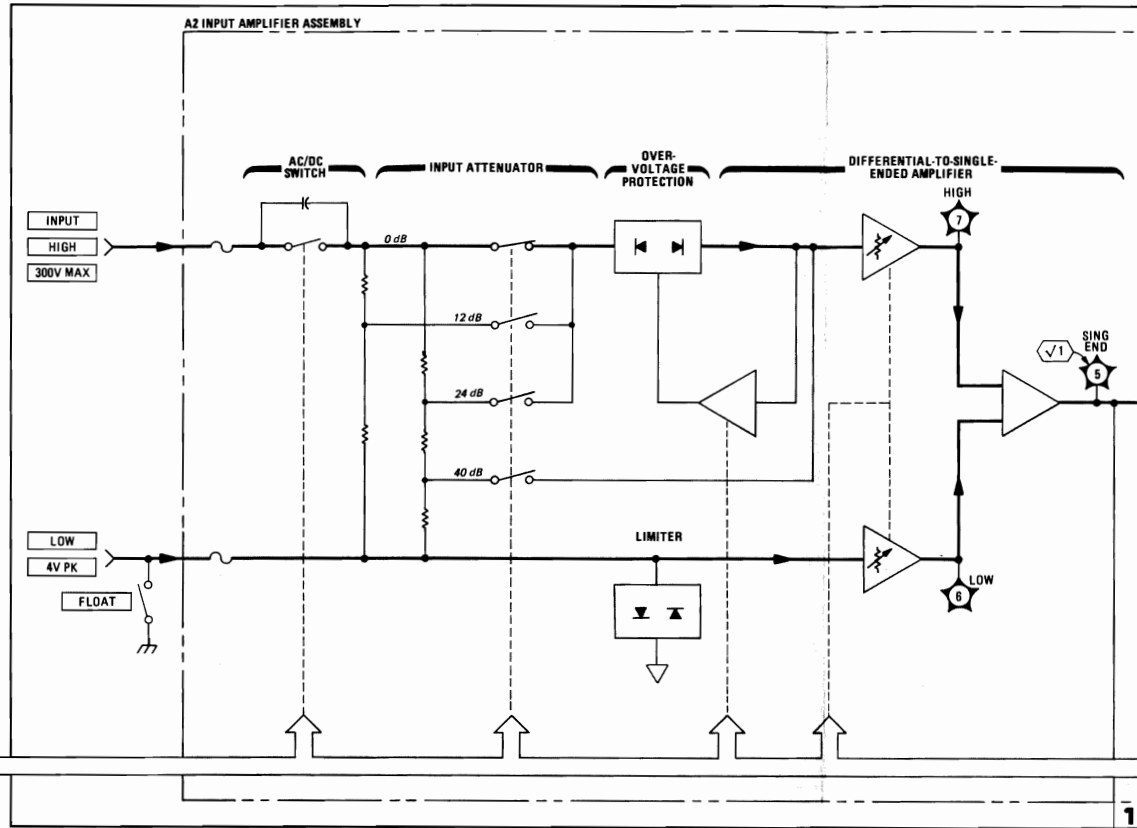 A2 INPUT AMPLIFIER ASSEMBLY
AC/DC
SWITCH
INPUT ATTENUATOR
OVER-
VOLTAGE
PROTECTION
DIFFERENTIAL-TO-SINGLE-
ENDED AMPLIFIER
HIGH
7
INPUT
HIGH
300V MAX
0 dB
12 dB
24 dB
40 dB
SING
END
√1
5
LOW
4V PK
FLOAT
LIMITER
LOW
6
1